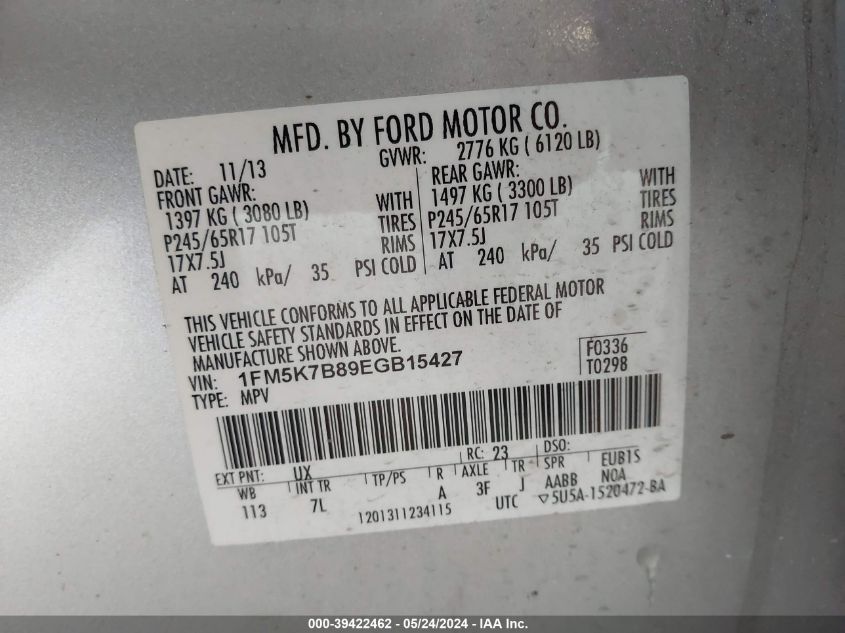 MFD. BY FORD MOTOR CO.
DATE: 11/13 GVWR: 2776 KG ( 6120 LB)
FRONT GAWR: REAR GAWR:
1397 KG ( 3080 LB) WITH 1497 KG ( 3300 LB) WITH
P245/65R17 105T TIRES P245/65R17 105T TIRES
17X7.5J RIMS 17X7.5J RIMS
AT 240 kPa/ 35 PSI COLD AT 240 kPa/ 35 PSI COLD
THIS VEHICLE CONFORMS TO ALL APPLICABLE FEDERAL MOTOR
VEHICLE SAFETY STANDARDS IN EFFECT ON THE DATE OF
MANUFACTURE SHOWN ABOVE.
VIN: 1FM5K7B89EGB15427 F0336
TYPE: MPV T0298
EXT PNT: UX RC: 23 DSO:
WB INT TR TP/PS R AXLE TR SPR EUB1S
113 7L A 3F J AABB NOA
1201311234115 UTC ▽5U5A-1520472-BA
000-39422462 - 05/24/2024 - IAA Inc.